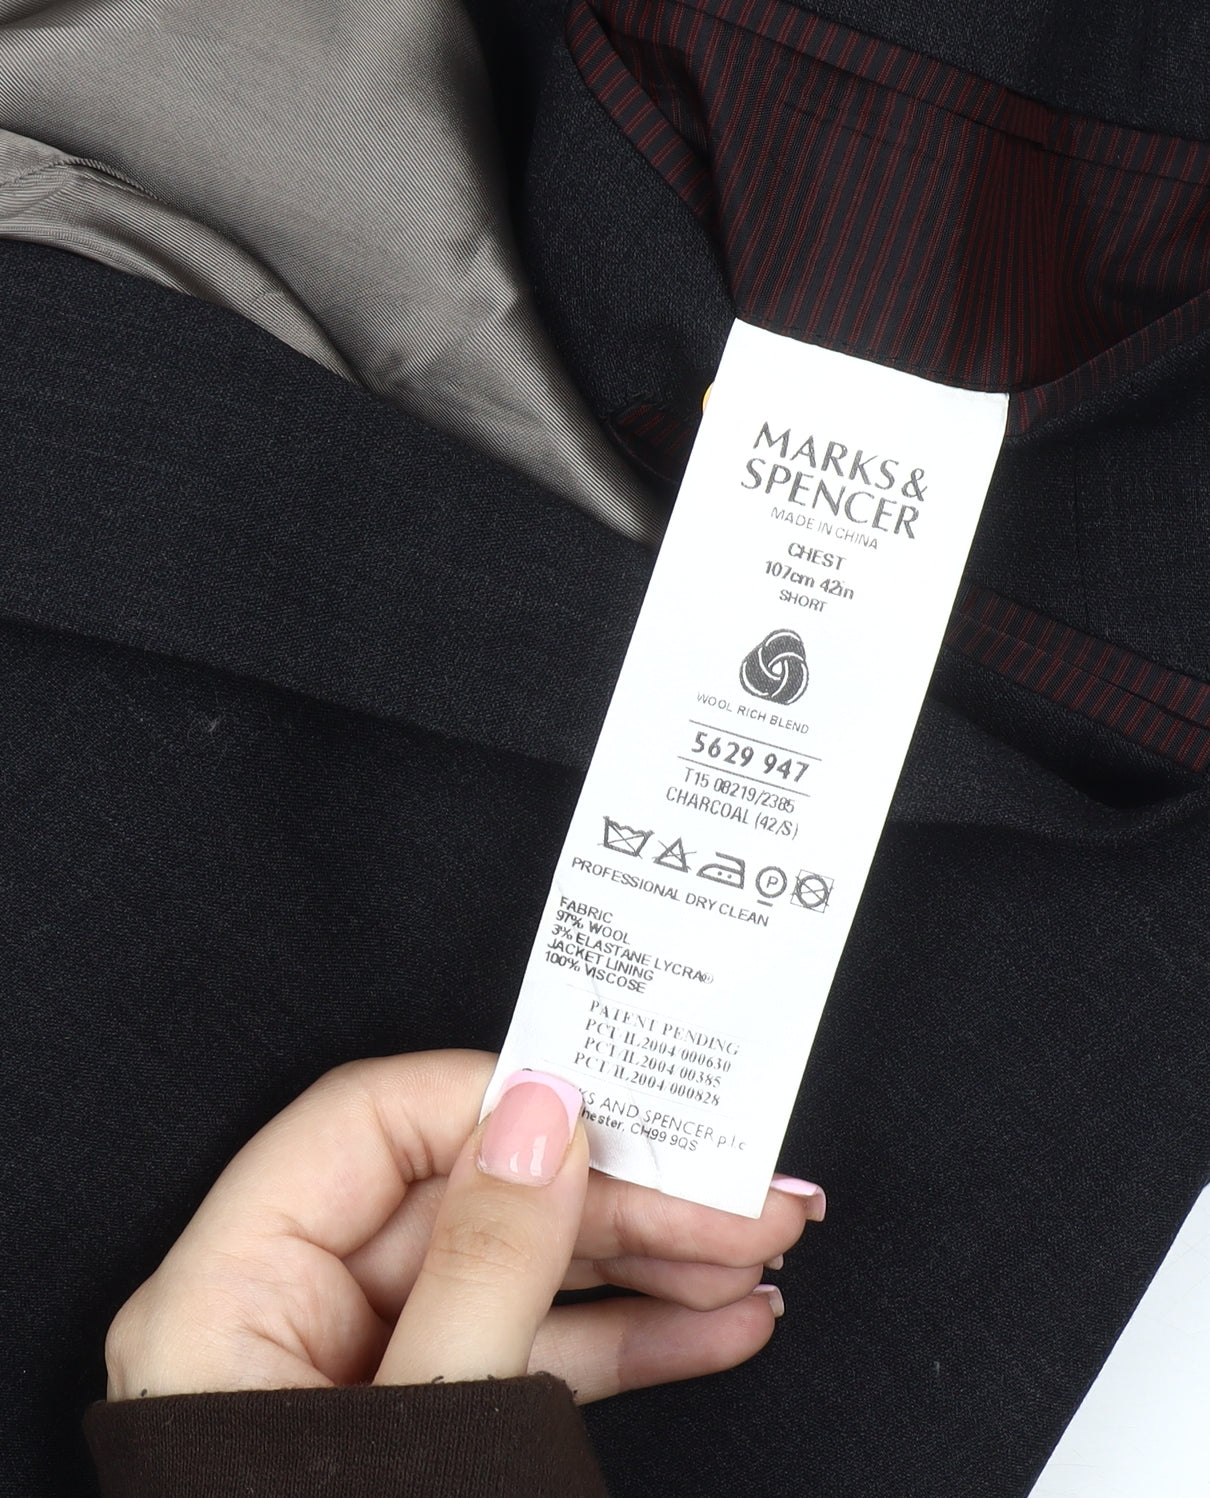 MARKS&
SPENCER
MADE IN CHINA
CHEST
107cm 42in
SHORT
WOOL RICH BLEND
5629 947
T15 08219/2385
CHARCOAL (42/S)
P
PROFESSIONAL DRY CLEAN
FABRIC
97% WOOL
3% ELASTANE LYCRA®
JACKET LINING
100% VISCOSE
PATENT PENDING
PCT/IL2004/000630
PCT/IL2004/00385
PCT/IL2004/000828
KS AND SPENCER plc
hester, CH99 9QS